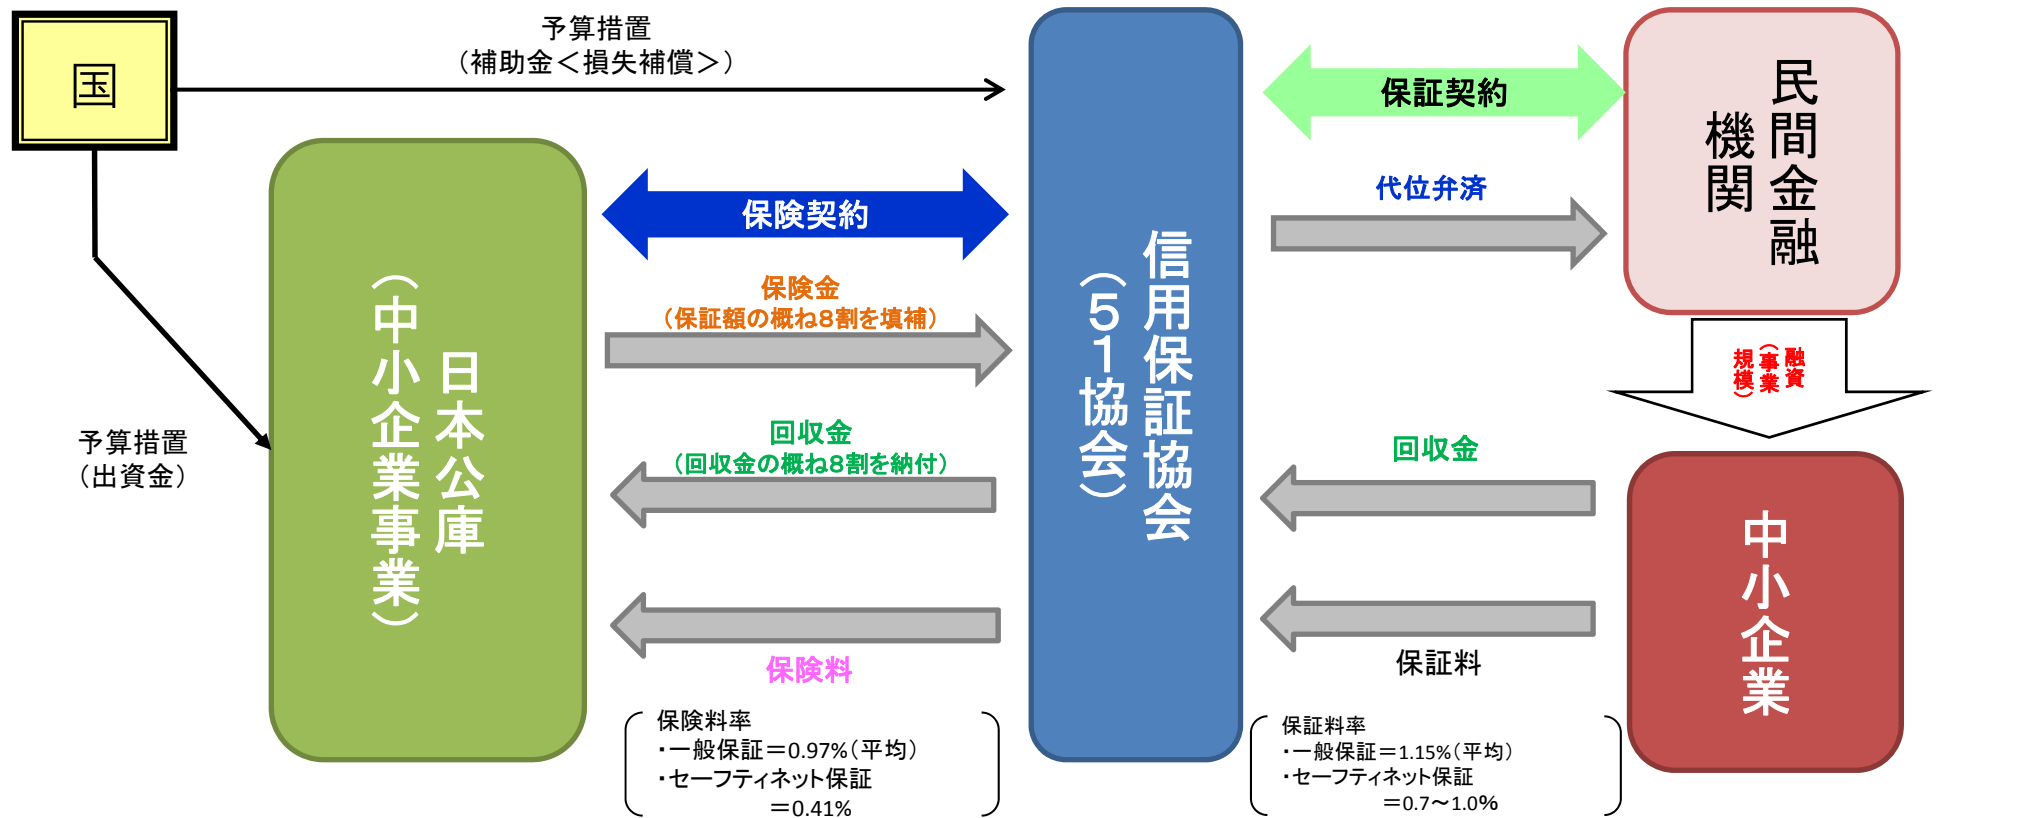 国
予算措置
（補助金＜損失補償＞）
予算措置
（出資金）
日本公庫
（中小企業事業）
保険契約
保険金
（保証額の概ね８割を填補）
回収金
（回収金の概ね８割を納付）
保険料
保険料率
・一般保証＝0.97%（平均）
・セーフティネット保証
＝0.41%
信用保証協会
（５１協会）
保証契約
代位弁済
回収金
保証料
保証料率
・一般保証＝1.15%（平均）
・セーフティネット保証
＝0.7～1.0%
民間金融
機関
融資
（事業
規模）
中小企業